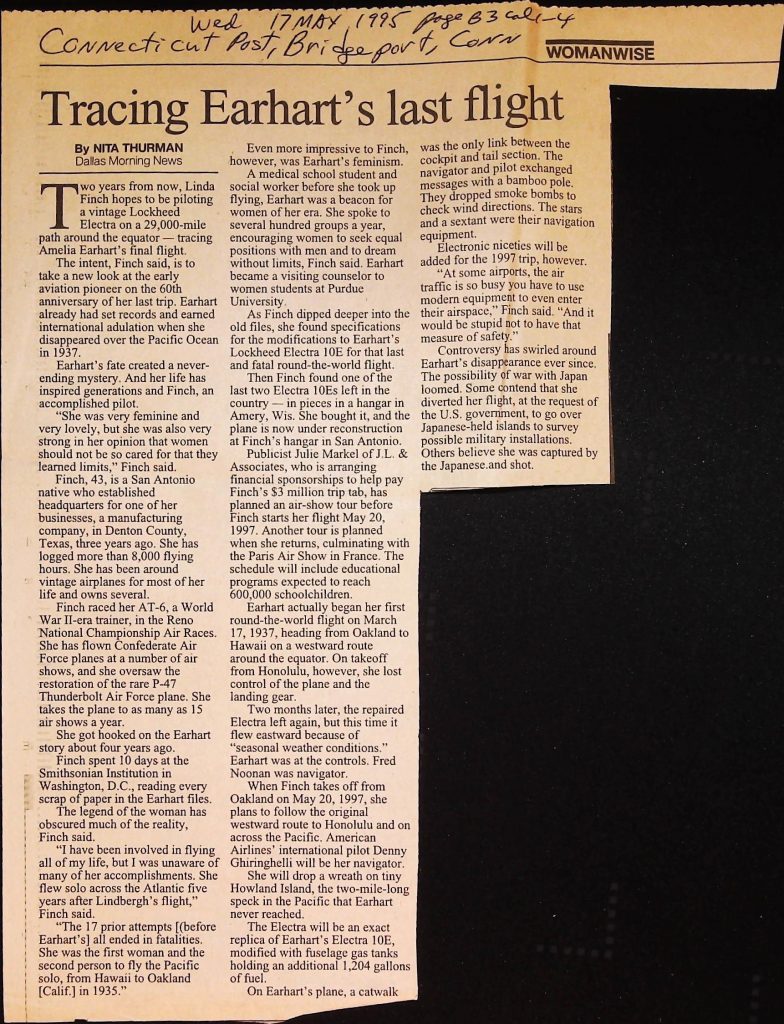 Wed 17 MAY 1995 page B3 col 1-4
Connecticut Post, Bridgeport, Conn
WOMANWISE
Tracing Earhart's last flight
By NITA THURMAN
Dallas Morning News
Two years from now, Linda
Finch hopes to be piloting
a vintage Lockheed
Electra on a 29,000-mile
path around the equator — tracing
Amelia Earhart's final flight.
The intent, Finch said, is to
take a new look at the early
aviation pioneer on the 60th
anniversary of her last trip. Earhart
already had set records and earned
international adulation when she
disappeared over the Pacific Ocean
in 1937.
Earhart's fate created a never-
ending mystery. And her life has
inspired generations and Finch, an
accomplished pilot.
“She was very feminine and
very lovely, but she was also very
strong in her opinion that women
should not be so cared for that they
learned limits,” Finch said.
Finch, 43, is a San Antonio
native who established
headquarters for one of her
businesses, a manufacturing
company, in Denton County,
Texas, three years ago. She has
logged more than 8,000 flying
hours. She has been around
vintage airplanes for most of her
life and owns several.
Finch raced her AT-6, a World
War II-era trainer, in the Reno
National Championship Air Races.
She has flown Confederate Air
Force planes at a number of air
shows, and she oversaw the
restoration of the rare P-47
Thunderbolt Air Force plane. She
takes the plane to as many as 15
air shows a year.
She got hooked on the Earhart
story about four years ago.
Finch spent 10 days at the
Smithsonian Institution in
Washington, D.C., reading every
scrap of paper in the Earhart files.
The legend of the woman has
obscured much of the reality,
Finch said.
“I have been involved in flying
all of my life, but I was unaware of
many of her accomplishments. She
flew solo across the Atlantic five
years after Lindbergh's flight,”
Finch said.
“The 17 prior attempts [(before
Earhart's] all ended in fatalities.
She was the first woman and the
second person to fly the Pacific
solo, from Hawaii to Oakland
[Calif.] in 1935.”
Even more impressive to Finch,
however, was Earhart's feminism.
A medical school student and
social worker before she took up
flying, Earhart was a beacon for
women of her era. She spoke to
several hundred groups a year,
encouraging women to seek equal
positions with men and to dream
without limits, Finch said. Earhart
became a visiting counselor to
women students at Purdue
University.
As Finch dipped deeper into the
old files, she found specifications
for the modifications to Earhart's
Lockheed Electra 10E for that last
and fatal round-the-world flight.
Then Finch found one of the
last two Electra 10Es left in the
country — in pieces in a hangar in
Amery, Wis. She bought it, and the
plane is now under reconstruction
at Finch's hangar in San Antonio.
Publicist Julie Markel of J.L. &
Associates, who is arranging
financial sponsorships to help pay
Finch's $3 million trip tab, has
planned an air-show tour before
Finch starts her flight May 20,
1997. Another tour is planned
when she returns, culminating with
the Paris Air Show in France. The
schedule will include educational
programs expected to reach
600,000 schoolchildren.
Earhart actually began her first
round-the-world flight on March
17, 1937, heading from Oakland to
Hawaii on a westward route
around the equator. On takeoff
from Honolulu, however, she lost
control of the plane and the
landing gear.
Two months later, the repaired
Electra left again, but this time it
flew eastward because of
“seasonal weather conditions.”
Earhart was at the controls. Fred
Noonan was navigator.
When Finch takes off from
Oakland on May 20, 1997, she
plans to follow the original
westward route to Honolulu and on
across the Pacific. American
Airlines' international pilot Denny
Ghiringhelli will be her navigator.
She will drop a wreath on tiny
Howland Island, the two-mile-long
speck in the Pacific that Earhart
never reached.
The Electra will be an exact
replica of Earhart's Electra 10E,
modified with fuselage gas tanks
holding an additional 1,204 gallons
of fuel.
On Earhart's plane, a catwalk
was the only link between the
cockpit and tail section. The
navigator and pilot exchanged
messages with a bamboo pole.
They dropped smoke bombs to
check wind directions. The stars
and a sextant were their navigation
equipment.
Electronic niceties will be
added for the 1997 trip, however.
“At some airports, the air
traffic is so busy you have to use
modern equipment to even enter
their airspace,” Finch said. “And it
would be stupid not to have that
measure of safety.”
Controversy has swirled around
Earhart's disappearance ever since.
The possibility of war with Japan
loomed. Some contend that she
diverted her flight, at the request of
the U.S. government, to go over
Japanese-held islands to survey
possible military installations.
Others believe she was captured by
the Japanese.and shot.